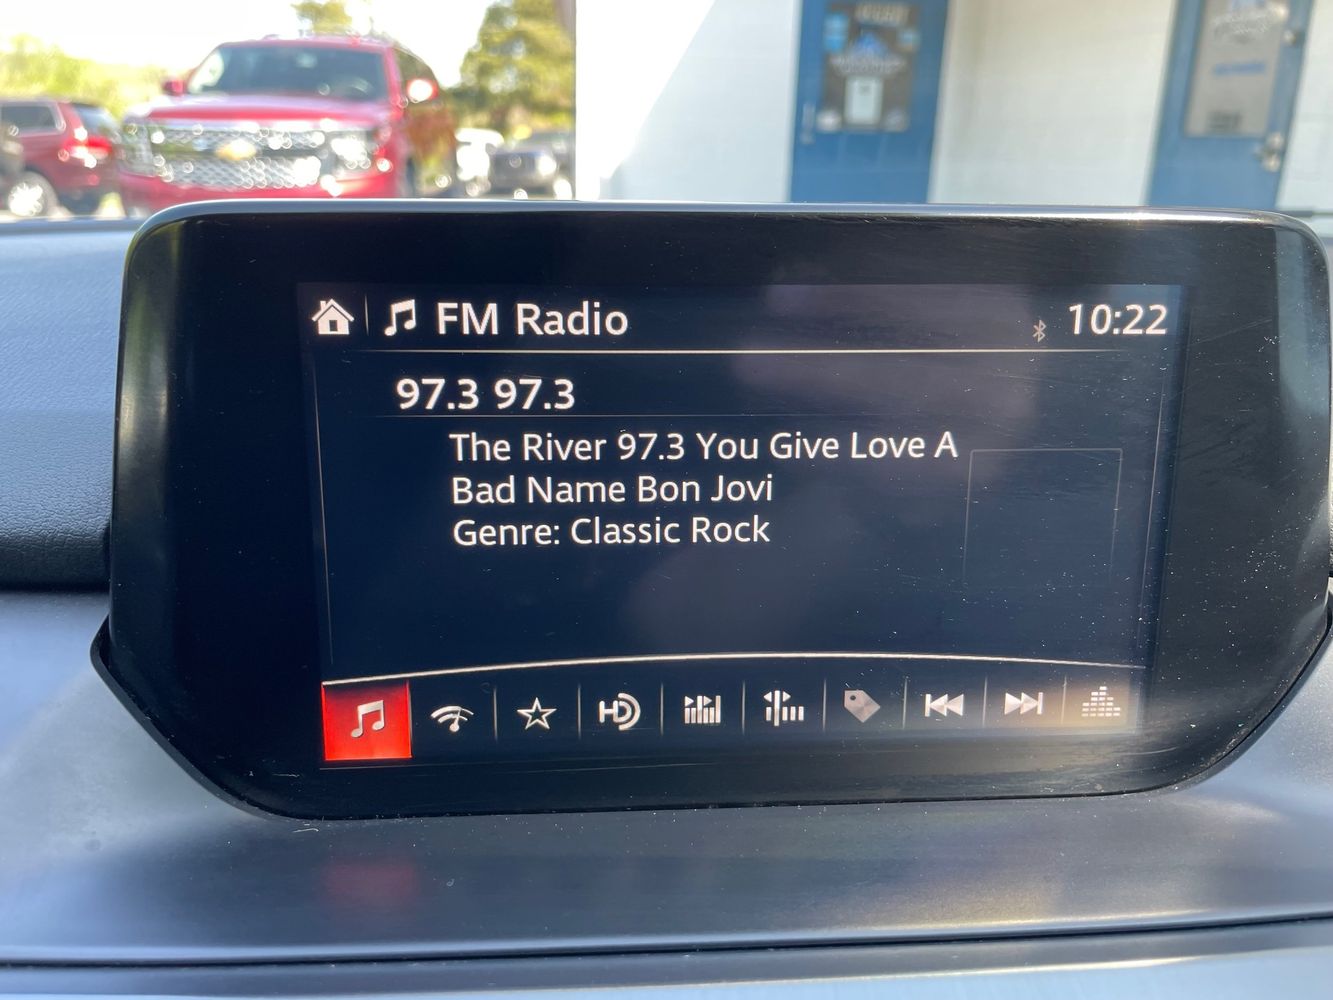 FM Radio
10:22
97.3 97.3
The River 97.3 You Give Love A
Bad Name Bon Jovi
Genre: Classic Rock
HD